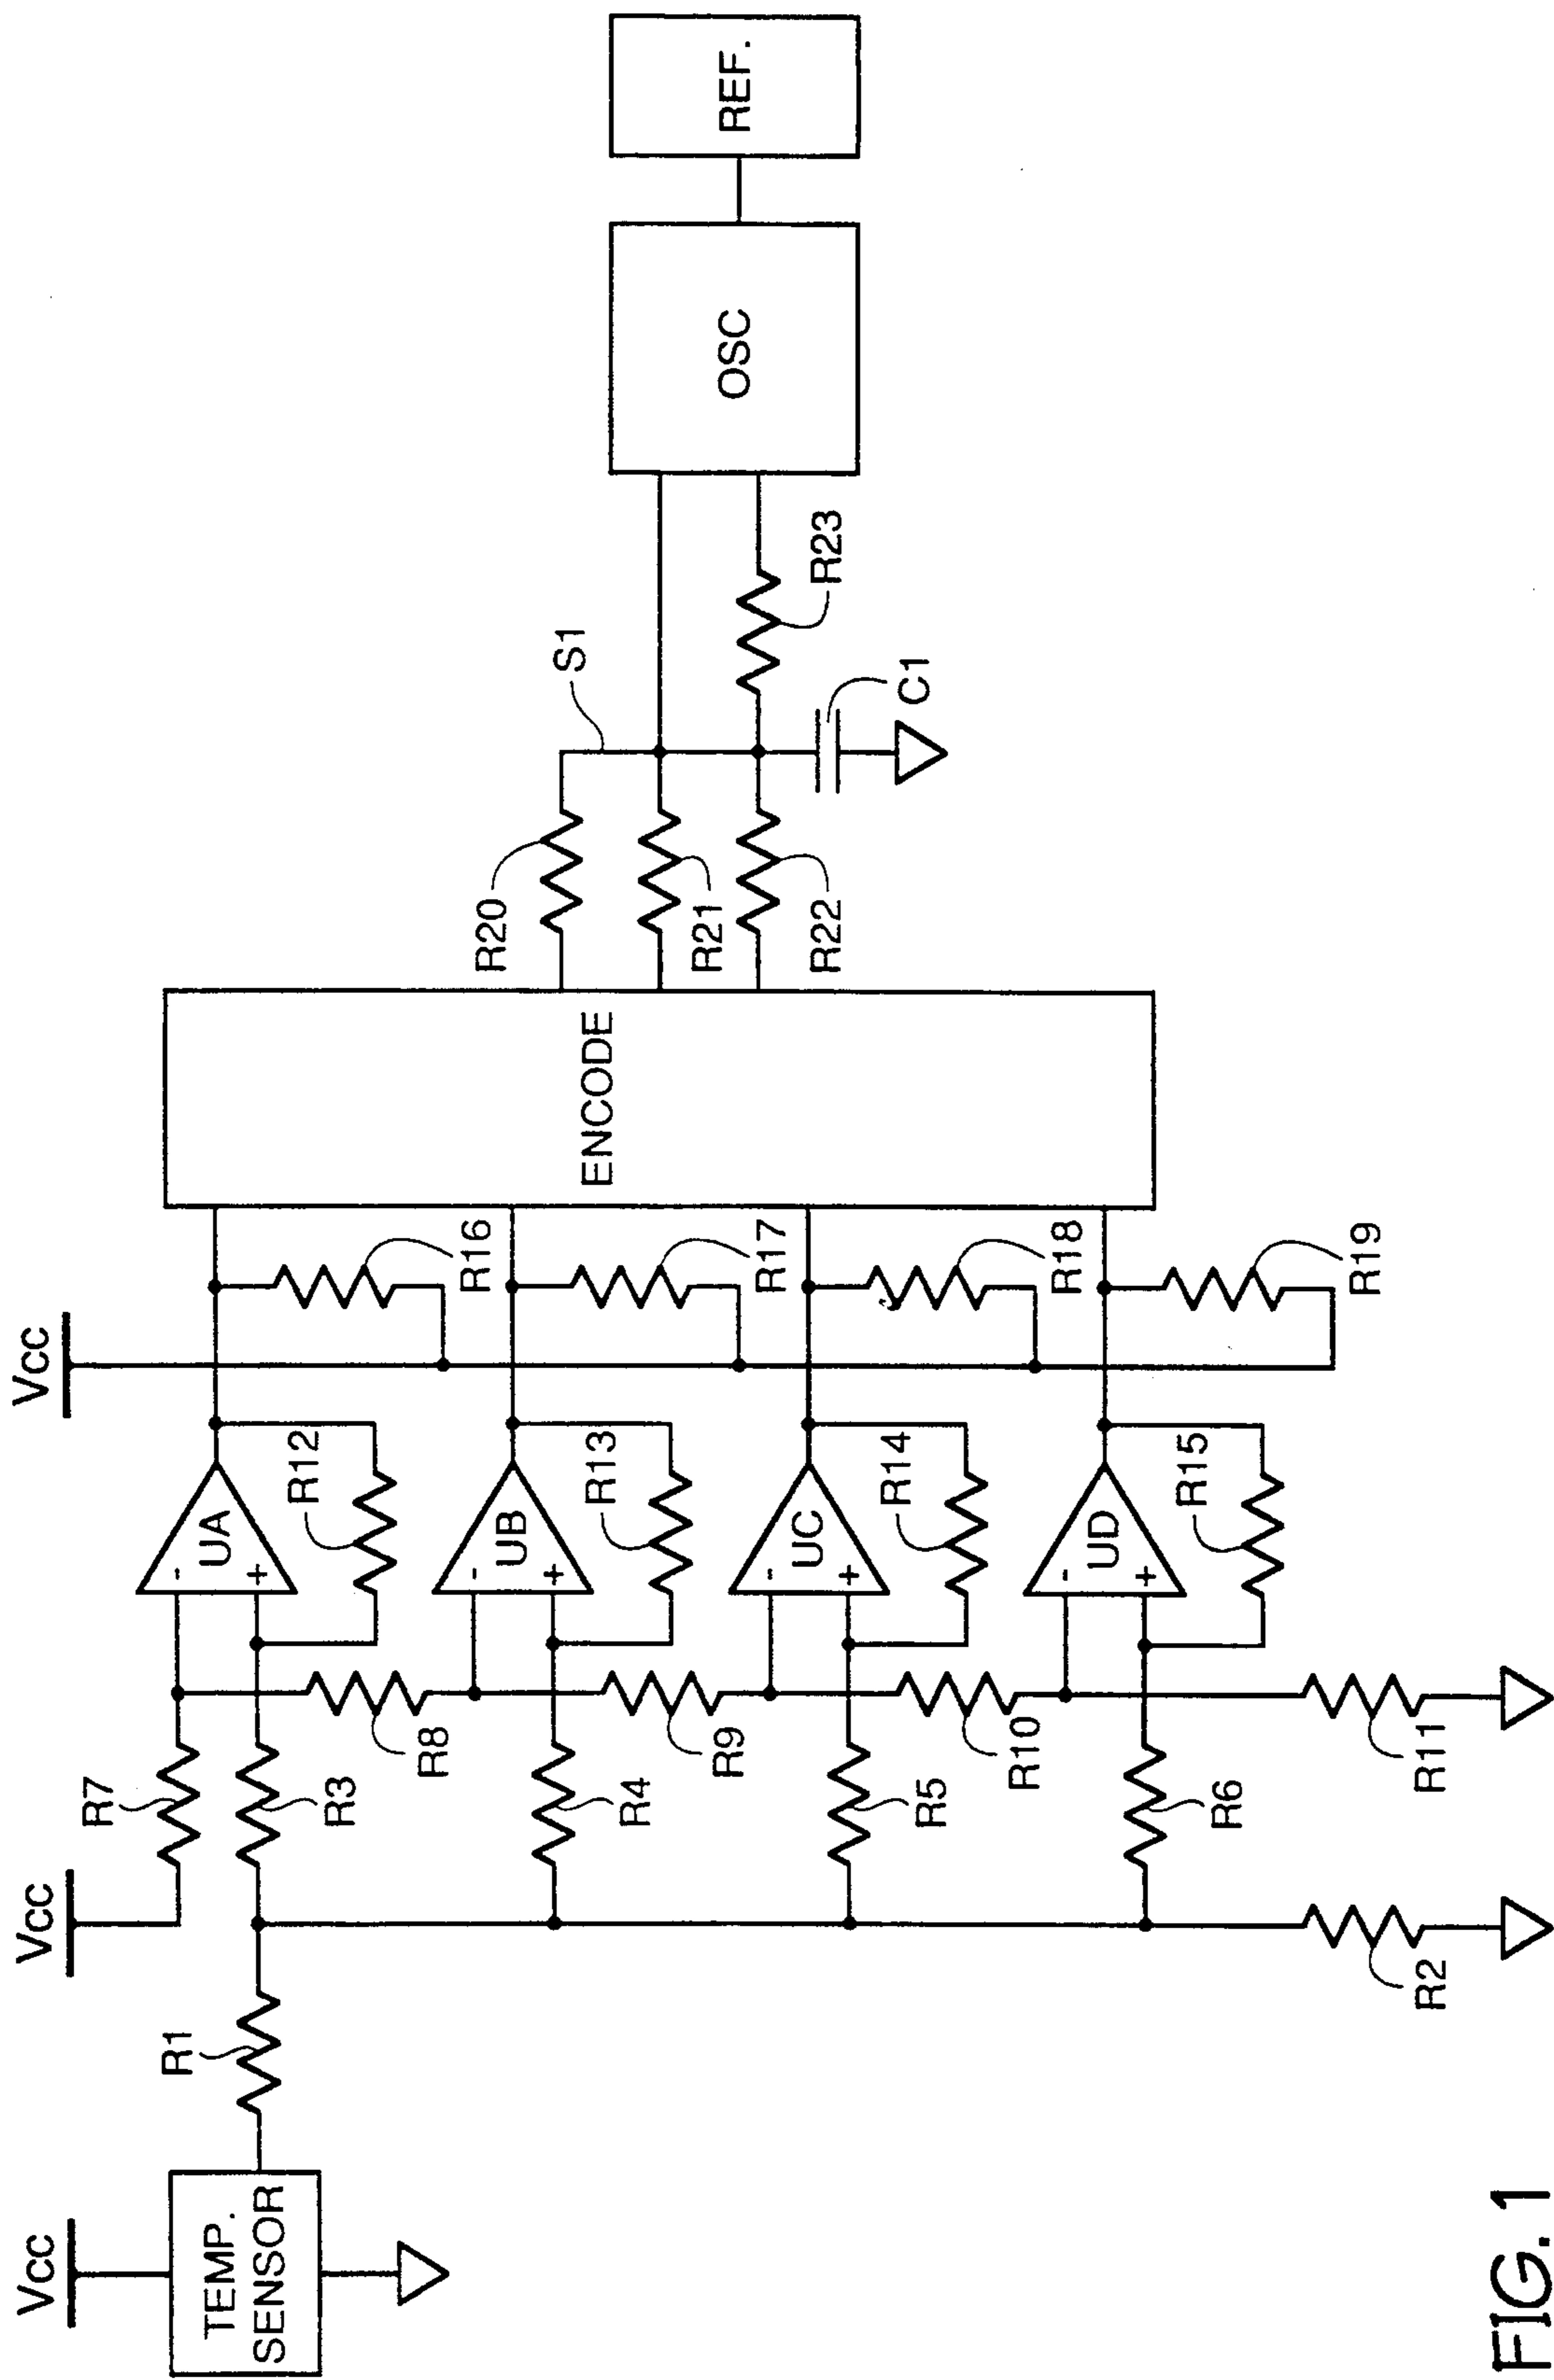 Vcc
TEMP.
SENSOR
R1
Vcc
R7
R3
R8
R4
R9
R5
R10
R6
R11
R2
-
+
UA
R12
-
+
UB
R13
-
+
UC
R14
-
+
UD
R15
Vcc
R16
R17
R18
R19
ENCODE
R20
R21
R22
S1
C1
R23
OSC
REF.
FIG. 1